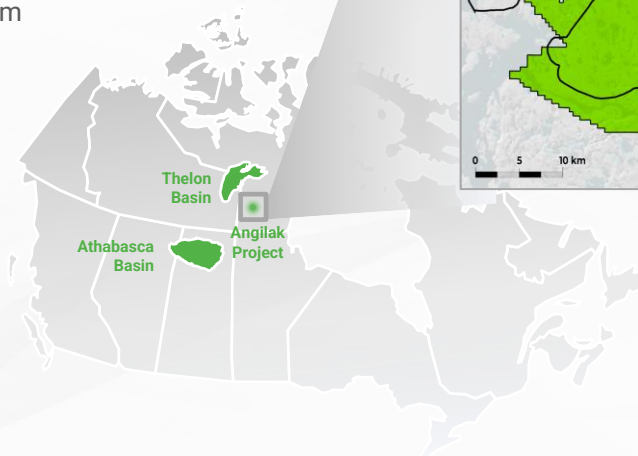 m
0 5 10 km
Thelon
Basin
Angilak
Project
Athabasca
Basin